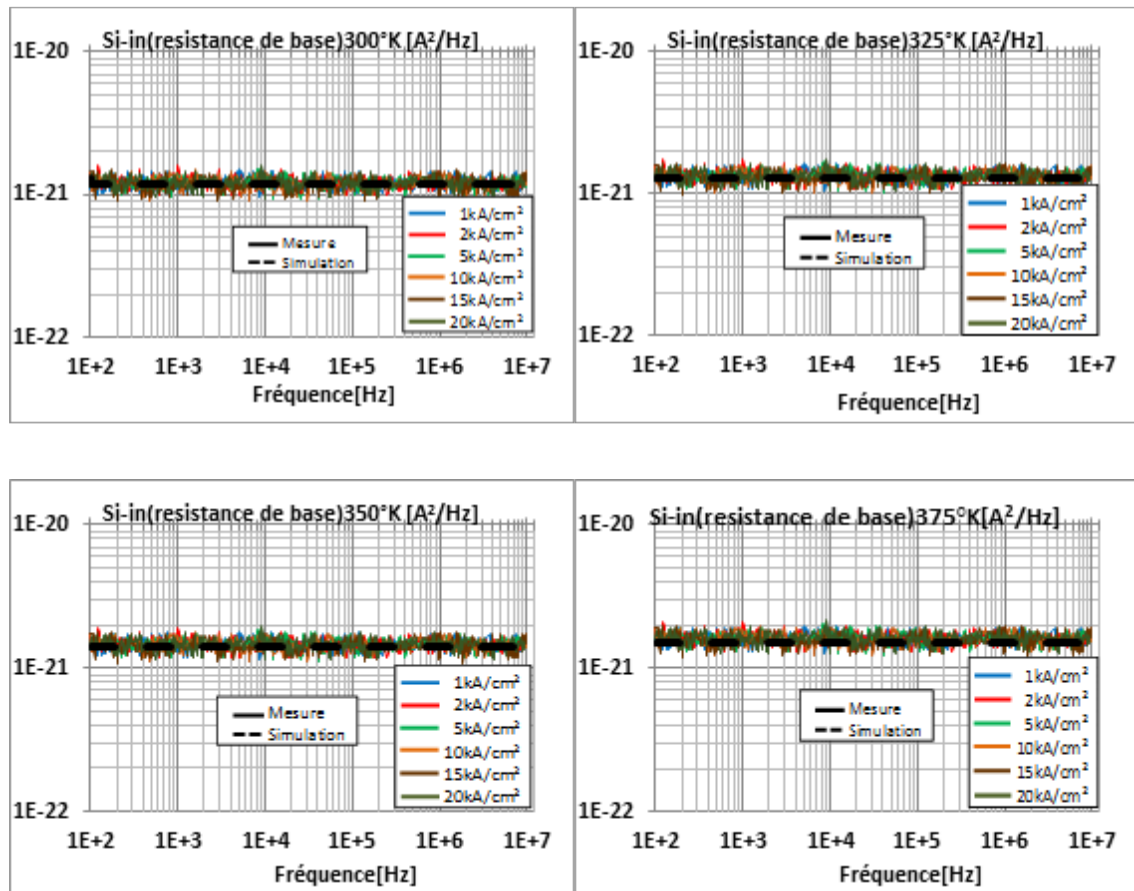 Si-in(resistance de base)300°K [A²/Hz]
1E-20
1E-21
1E-22
1kA/cm²
2kA/cm²
5kA/cm²
10kA/cm²
15kA/cm²
20kA/cm²
Mesure
Simulation
1E+2 1E+3 1E+4 1E+5 1E+6 1E+7
Fréquence[Hz]
Si-in(resistance de base)325°K [A²/Hz]
1E-20
1E-21
1E-22
1kA/cm²
2kA/cm²
5kA/cm²
10kA/cm²
15kA/cm²
20kA/cm²
Mesure
Simulation
1E+2 1E+3 1E+4 1E+5 1E+6 1E+7
Fréquence[Hz]
Si-in(resistance de base)350°K [A²/Hz]
1E-20
1E-21
1E-22
1kA/cm²
2kA/cm²
5kA/cm²
10kA/cm²
15kA/cm²
20kA/cm²
Mesure
Simulation
1E+2 1E+3 1E+4 1E+5 1E+6 1E+7
Fréquence[Hz]
Si-in(resistance de base)375°K[A²/Hz]
1E-20
1E-21
1E-22
1kA/cm²
2kA/cm²
5kA/cm²
10kA/cm²
15kA/cm²
20kA/cm²
Mesure
Simulation
1E+2 1E+3 1E+4 1E+5 1E+6 1E+7
Fréquence[Hz]